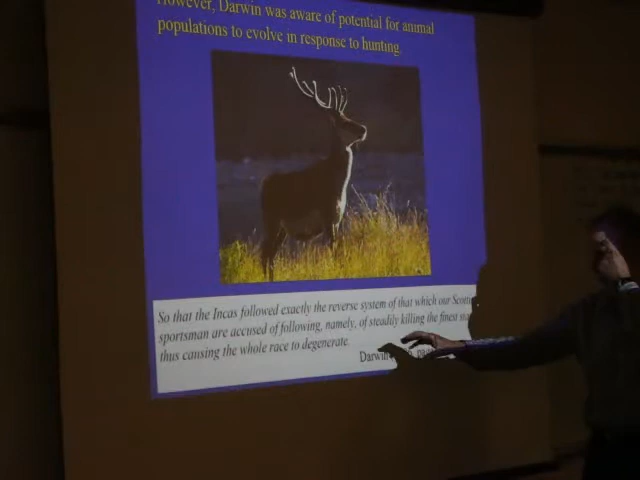 However, Darwin was aware of potential for animal
populations to evolve in response to hunting.
So that the Incas followed exactly the reverse system of that which our
sportsman are accused of following, namely, of steadily killing the finest
thus causing the whole race to degenerate.
Darwin